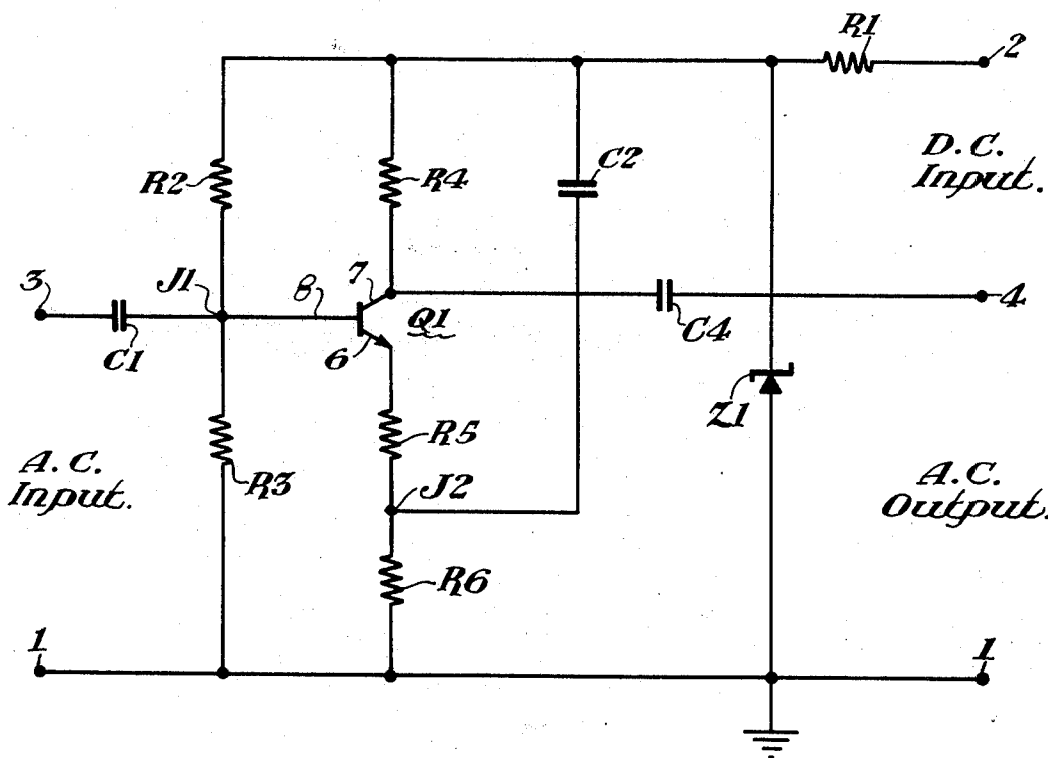 R1
2
D.C.
Input.
R2
R4
C2
3
J1
8
7
Q1
4
C1
6
C4
Z1
R5
A.C.
Input.
R3
J2
A.C.
Output.
R6
1
1